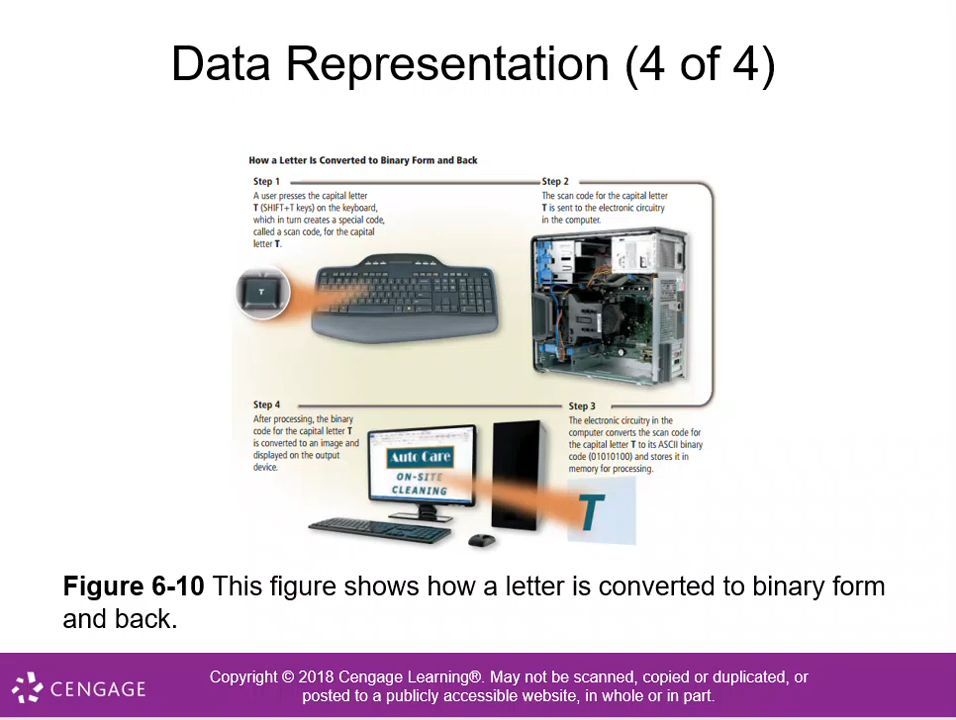 Data Representation (4 of 4)
How a Letter Is Converted to Binary Form and Back
Step 1
A user presses the capital letter
T (SHIFT+T keys) on the keyboard,
which in turn creates a special code,
called a scan code, for the capital
letter T.
Step 2
The scan code for the capital letter
T is sent to the electronic circuitry
in the computer.
T
Step 4
After processing, the binary
code for the capital letter T
is converted to an image and
displayed on the output
device.
Step 3
The electronic circuitry in the
computer converts the scan code for
the capital letter T to its ASCII binary
code (01010100) and stores it in
memory for processing.
Auto Care
ON-SITE
CLEANING
T
Figure 6-10 This figure shows how a letter is converted to binary form
and back.
CENGAGE
Copyright © 2018 Cengage Learning®. May not be scanned, copied or duplicated, or
posted to a publicly accessible website, in whole or in part.